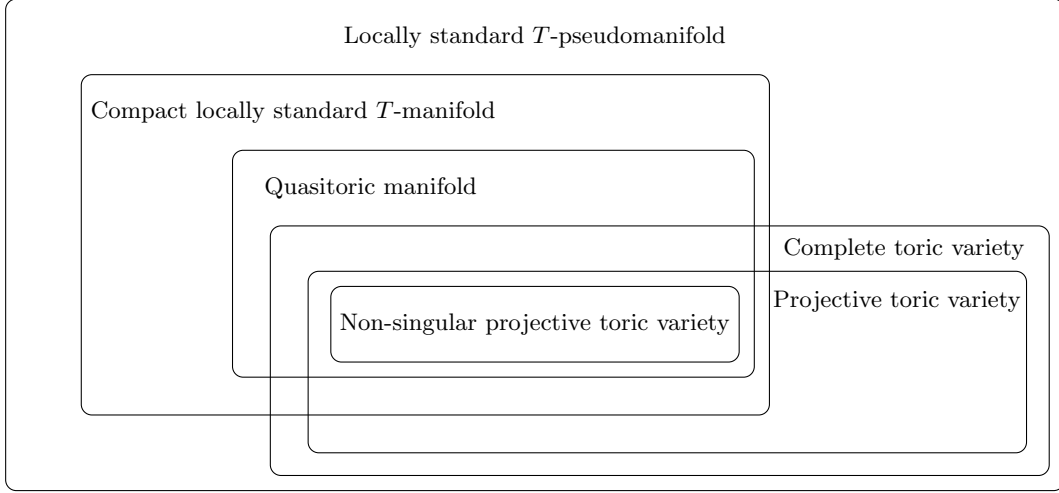 Locally standard T-pseudomanifold
Compact locally standard T-manifold
Quasitoric manifold
Complete toric variety
Projective toric variety
Non-singular projective toric variety